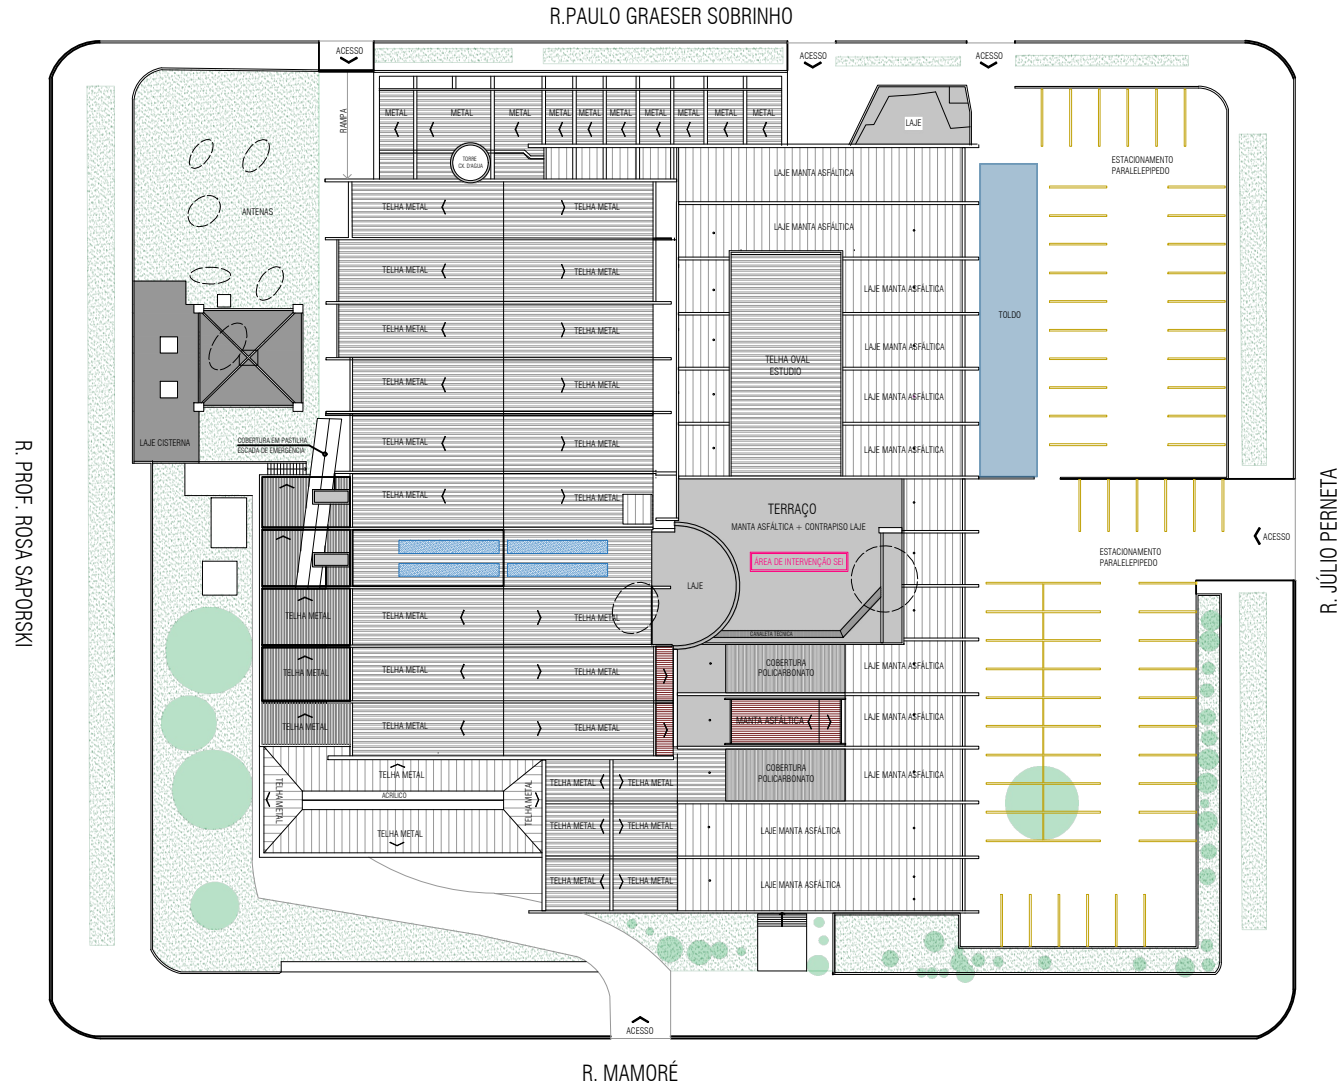 R.PAULO GRAESER SOBRINHO
ACESSO
ACESSO
ACESSO
RAMPA
METAL
METAL
METAL
METAL
METAL
METAL
METAL
METAL
METAL
METAL
LAJE
TORRE
CX. D'AGUA
ESTACIONAMENTO
PARALELEPIPEDO
LAJE MANTA ASFÁLTICA
ANTENAS
TELHA METAL
TELHA METAL
LAJE MANTA ASFÁLTICA
TELHA METAL
TELHA METAL
LAJE MANTA ASFÁLTICA
TOLDO
TELHA METAL
TELHA METAL
LAJE MANTA ASFÁLTICA
TELHA OVAL
ESTUDIO
TELHA METAL
TELHA METAL
LAJE MANTA ASFÁLTICA
LAJE CISTERNA
COBERTURA EM PASTILHA
ESCADA DE EMERGÊNCIA
TELHA METAL
TELHA METAL
LAJE MANTA ASFÁLTICA
TELHA METAL
TELHA METAL
TERRAÇO
MANTA ASFÁLTICA + CONTRAPISO LAJE
ÁREA DE INTERVENÇÃO SEI
ACESSO
ESTACIONAMENTO
PARALELEPIPEDO
R. PROF. ROSA SAPORSKI
R. JÚLIO PERNETA
LAJE
TELHA METAL
TELHA METAL
TELHA METAL
CANALETA TÉCNICA
TELHA METAL
TELHA METAL
TELHA METAL
COBERTURA
POLICARBONATO
LAJE MANTA ASFÁLTICA
TELHA METAL
TELHA METAL
TELHA METAL
MANTA ASFÁLTICA
LAJE MANTA ASFÁLTICA
TELHA METAL
TELHA METAL
ACRILICO
TELHA METAL
TELHA METAL
TELHA METAL
TELHA METAL
COBERTURA
POLICARBONATO
LAJE MANTA ASFÁLTICA
TELHA METAL
TELHA METAL
LAJE MANTA ASFÁLTICA
TELHA METAL
TELHA METAL
LAJE MANTA ASFÁLTICA
ACESSO
R. MAMORÉ